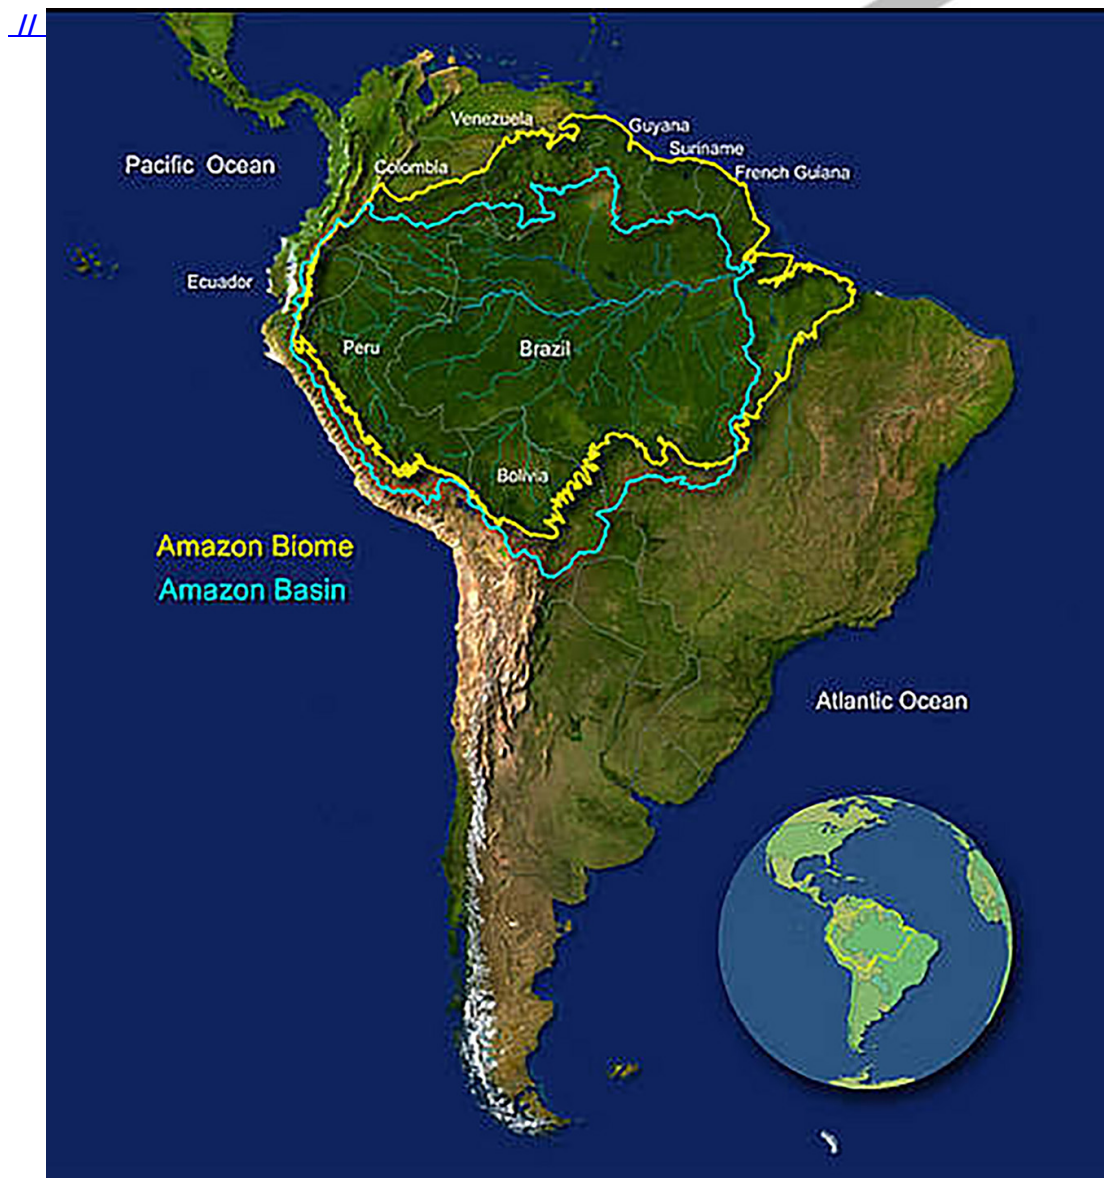 //
Venezuela
Guyana
Suriname
French Guiana
Pacific Ocean
Colombia
Ecuador
Peru
Brazil
Bolivia
Amazon Biome
Amazon Basin
Atlantic Ocean